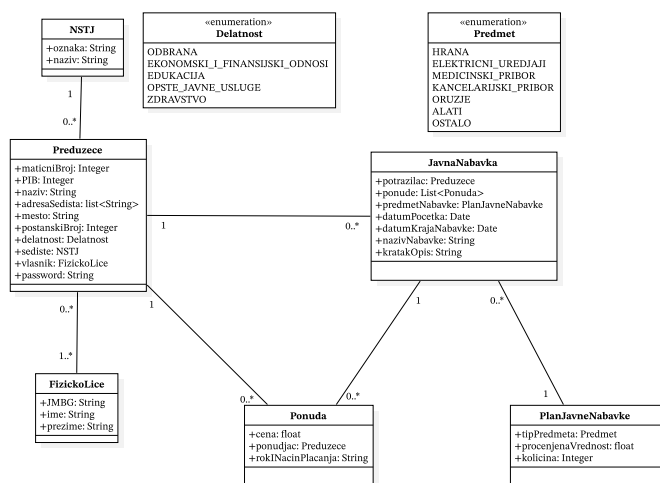 NSTJ
+oznaka: String
+naziv: String
«enumeration»
Delatnost
ODBRANA
EKONOMSKI_I_FINANSIJSKI_ODNOSI
EDUKACIJA
OPSTE_JAVNE_USLUGE
ZDRAVSTVO
«enumeration»
Predmet
HRANA
ELEKTRICNI_UREDJAJI
MEDICINSKI_PRIBOR
KANCELARIJSKI_PRIBOR
ORUZJE
ALATI
OSTALO
1
0..*
Preduzece
+maticniBroj: Integer
+PIB: Integer
+naziv: String
+adresaSedista: list<String>
+mesto: String
+postanskiBroj: Integer
+delatnost: Delatnost
+sediste: NSTJ
+vlasnik: FizickoLice
+password: String
1
0..*
JavnaNabavka
+potrazilac: Preduzece
+ponude: List<Ponuda>
+predmetNabavke: PlanJavneNabavke
+datumPocetka: Date
+datumKrajaNabavke: Date
+nazivNabavke: String
+kratakOpis: String
0..*
1
1
0..*
1..*
0..*
0..*
1
FizickoLice
+JMBG: String
+ime: String
+prezime: String
Ponuda
+cena: float
+ponudjac: Preduzece
+rokINacinPlacanja: String
PlanJavneNabavke
+tipPredmeta: Predmet
+procenjenaVrednost: float
+kolicina: Integer